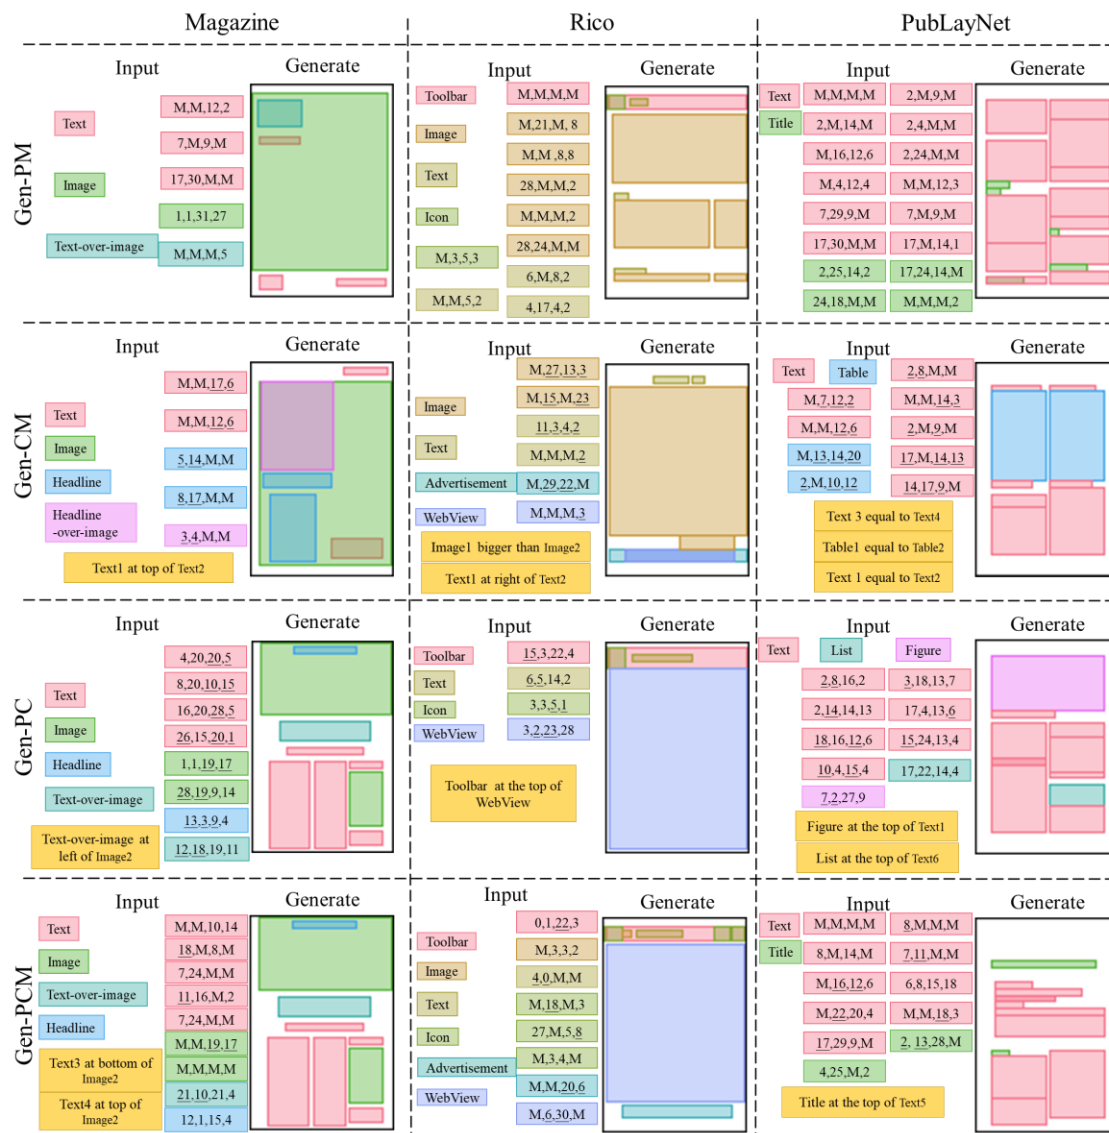 Magazine
Rico
PubLayNet
Gen-PM
Input
Generate
Text
Image
Text-over-image
M,M,12,2
7,M,9,M
17,30,M,M
1,1,31,27
M,M,M,5
Input
Generate
Toolbar
Image
Text
Icon
M,3,5,3
M,M,5,2
M,M,M,M
M,21,M, 8
M,M ,8,8
28,M,M,2
M,M,M,2
28,24,M,M
6,M,8,2
4,17,4,2
Input
Generate
Text
Title
M,M,M,M
2,M,9,M
2,M,14,M
2,4,M,M
M,16,12,6
2,24,M,M
M,4,12,4
M,M,12,3
7,29,9,M
7,M,9,M
17,30,M,M
17,M,14,1
2,25,14,2
17,24,14,M
24,18,M,M
M,M,M,2
Gen-CM
Input
Generate
Text
Image
Headline
Headline
-over-image
M,M,17,6
M,M,12,6
5,14,M,M
8,17,M,M
3,4,M,M
Text1 at top of Text2
Input
Generate
Image
Text
Advertisement
WebView
M,27,13,3
M,15,M,23
11,3,4,2
M,M,M,2
M,29,22,M
M,M,M,3
Image1 bigger than Image2
Text1 at right of Text2
Input
Generate
Text
Table
2,8,M,M
M,7,12,2
M,M,14,3
M,M,12,6
2,M,9,M
M,13,14,20
17,M,14,13
2,M,10,12
14,17,9,M
Text 3 equal to Text4
Table1 equal to Table2
Text 1 equal to Text2
Gen-PC
Input
Generate
Text
Image
Headline
Text-over-image
Text-over-image at
left of Image2
4,20,20,5
8,20,10,15
16,20,28,5
26,15,20,1
1,1,19,17
28,19,9,14
13,3,9,4
12,18,19,11
Input
Generate
Toolbar
Text
Icon
WebView
15,3,22,4
6,5,14,2
3,3,5,1
3,2,23,28
Toolbar at the top of
WebView
Input
Generate
Text
List
Figure
2,8,16,2
3,18,13,7
2,14,14,13
17,4,13,6
18,16,12,6
15,24,13,4
10,4,15,4
17,22,14,4
7,2,27,9
Figure at the top of Text1
List at the top of Text6
Gen-PCM
Input
Generate
Text
Image
Text-over-image
Headline
Text3 at bottom of
Image2
Text4 at top of
Image2
M,M,10,14
18,M,8,M
7,24,M,M
11,16,M,2
7,24,M,M
M,M,19,17
M,M,M,M
21,10,21,4
12,1,15,4
Input
Generate
Toolbar
Image
Text
Icon
Advertisement
WebView
0,1,22,3
M,3,3,2
4,0,M,M
M,18,M,3
27,M,5,8
M,3,4,M
M,M,20,6
M,6,30,M
Input
Generate
Text
Title
M,M,M,M
8,M,M,M
8,M,14,M
7,11,M,M
M,16,12,6
6,8,15,18
M,22,20,4
M,M,18,3
17,29,9,M
2, 13,28,M
4,25,M,2
Title at the top of Text5